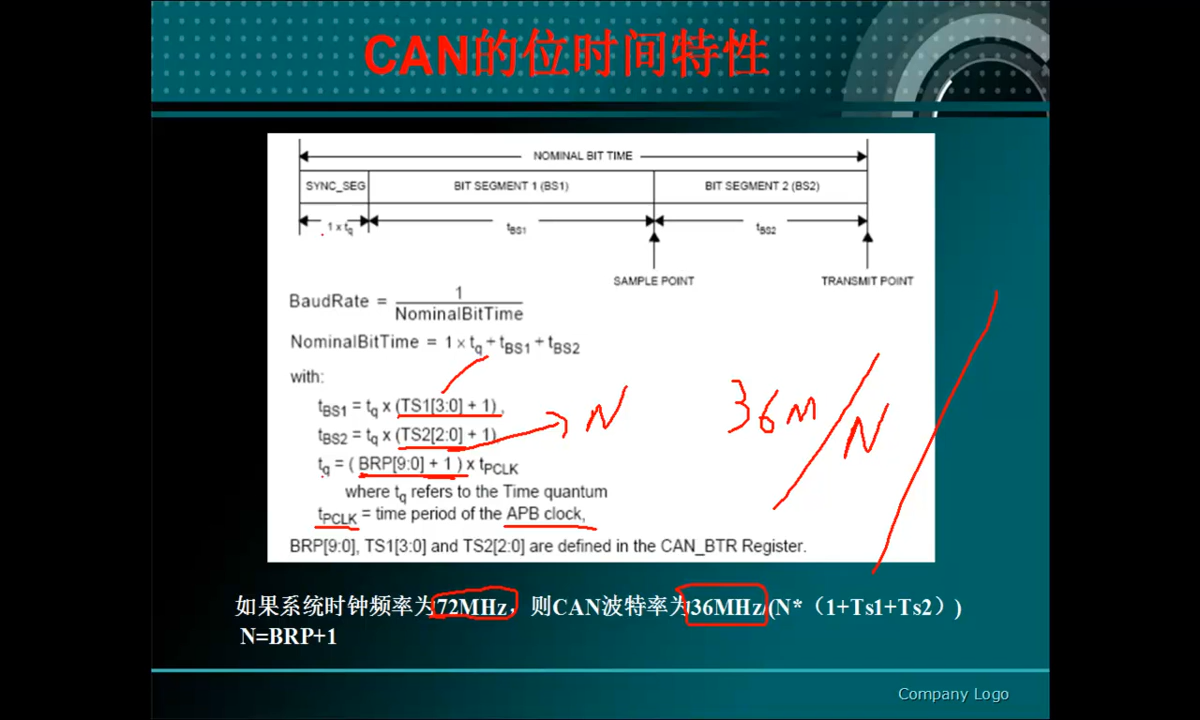 CAN的位时间特性
NOMINAL BIT TIME
SYNC_SEG BIT SEGMENT 1 (BS1) BIT SEGMENT 2 (BS2)
1 x tq tBS1 tBS2
SAMPLE POINT TRANSMIT POINT
BaudRate = 1 / NominalBitTime
NominalBitTime = 1 × tq + tBS1 + tBS2
with:
tBS1 = tq x (TS1[3:0] + 1),
tBS2 = tq x (TS2[2:0] + 1),
tq = ( BRP[9:0] + 1 ) x tPCLK
where tq refers to the Time quantum
tPCLK = time period of the APB clock,
BRP[9:0], TS1[3:0] and TS2[2:0] are defined in the CAN_BTR Register.
N
36M/N
如果系统时钟频率为72MHz，则CAN波特率为36MHz/(N*（1+Ts1+Ts2）)
N=BRP+1
Company Logo